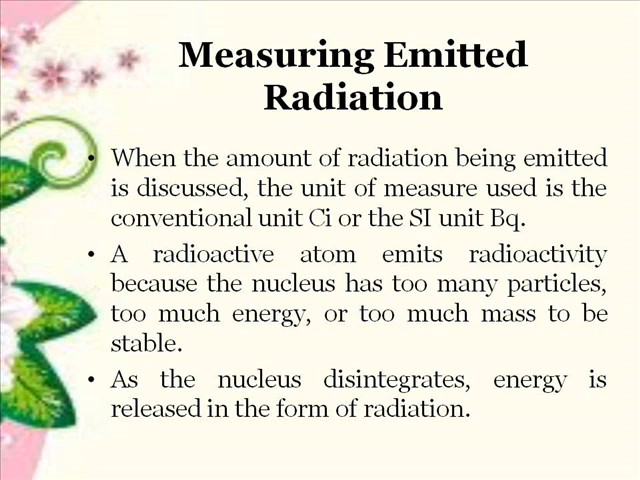 Measuring Emitted
Radiation
• When the amount of radiation being emitted
is discussed, the unit of measure used is the
conventional unit Ci or the SI unit Bq.
• A radioactive atom emits radioactivity
because the nucleus has too many particles,
too much energy, or too much mass to be
stable.
• As the nucleus disintegrates, energy is
released in the form of radiation.